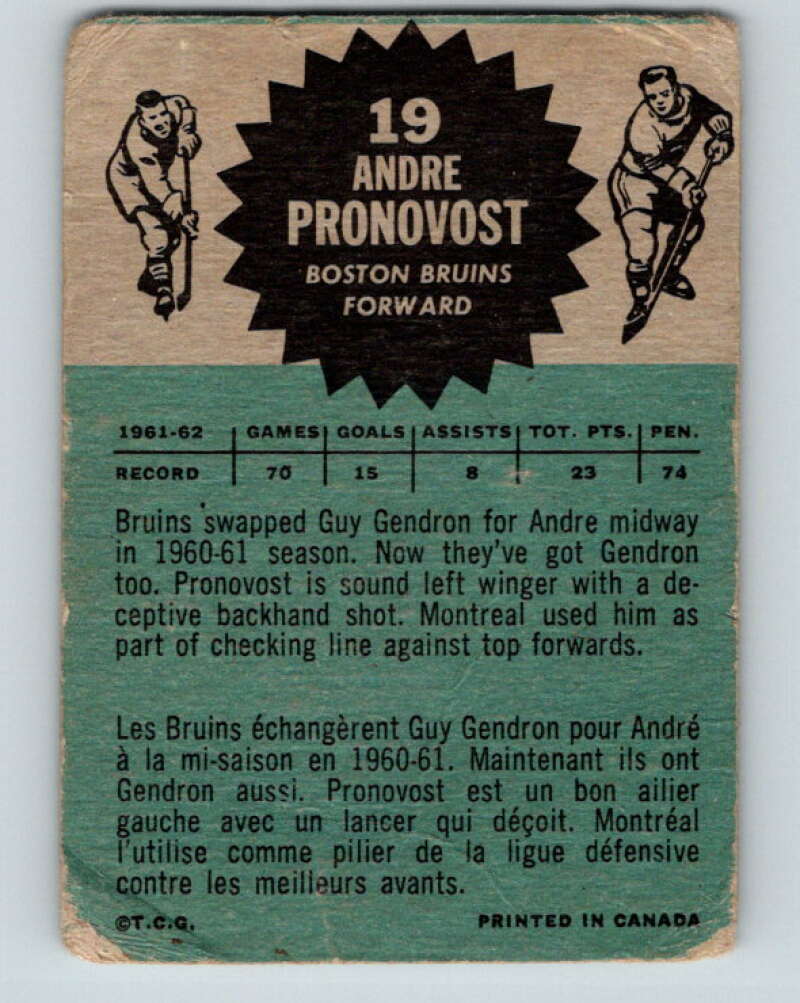 19
ANDRE
PRONOVOST
BOSTON BRUINS
FORWARD
1961-62 GAMES GOALS ASSISTS TOT. PTS. PEN.
RECORD 70 15 8 23 74
Bruins swapped Guy Gendron for Andre midway
in 1960-61 season. Now they've got Gendron
too. Pronovost is sound left winger with a de-
ceptive backhand shot. Montreal used him as
part of checking line against top forwards.
Les Bruins échangèrent Guy Gendron pour André
à la mi-saison en 1960-61. Maintenant ils ont
Gendron aussi. Pronovost est un bon ailier
gauche avec un lancer qui déçoit. Montréal
l'utilise comme pilier de la ligue défensive
contre les meilleurs avants.
©T.C.G. PRINTED IN CANADA